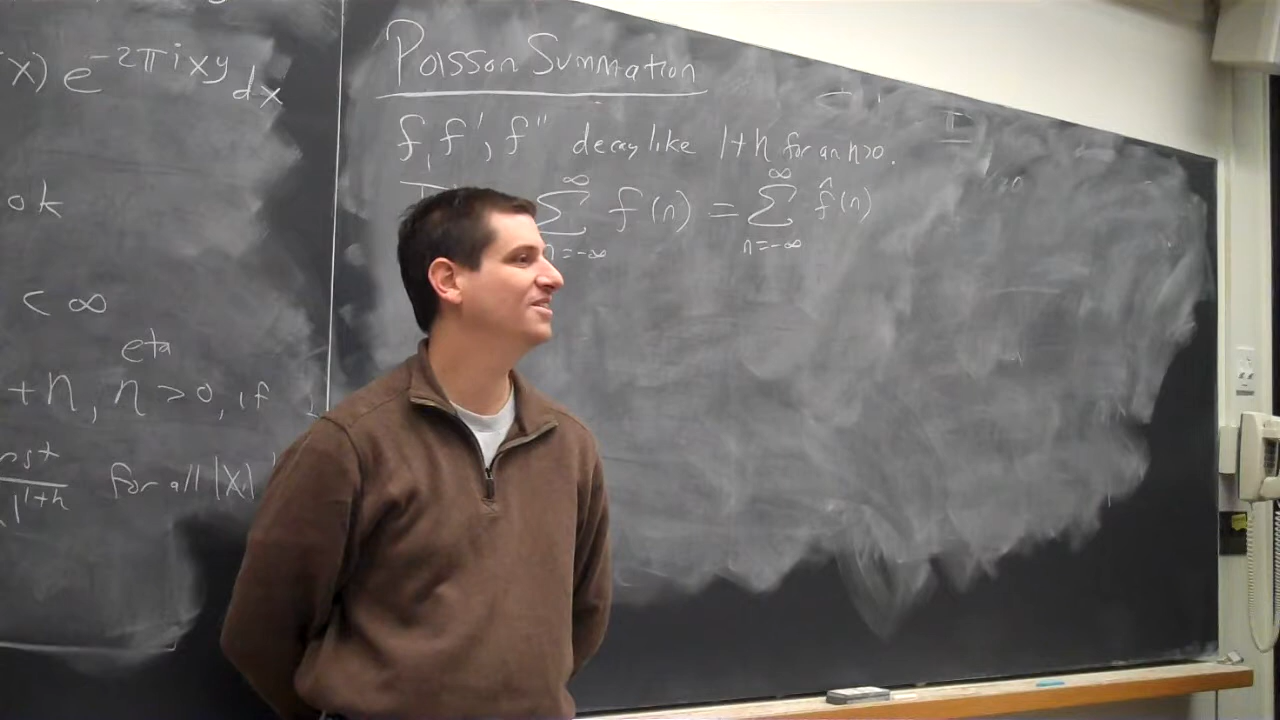 x) e^{-2πixy} dx
ok
< ∞
eta
+η, η > 0, if
for all |x|
Poisson Summation
f, f', f'' decay like 1+η for an η>0.
∑_{n=-∞}^{∞} f(n) = ∑_{n=-∞}^{∞} f̂(n)